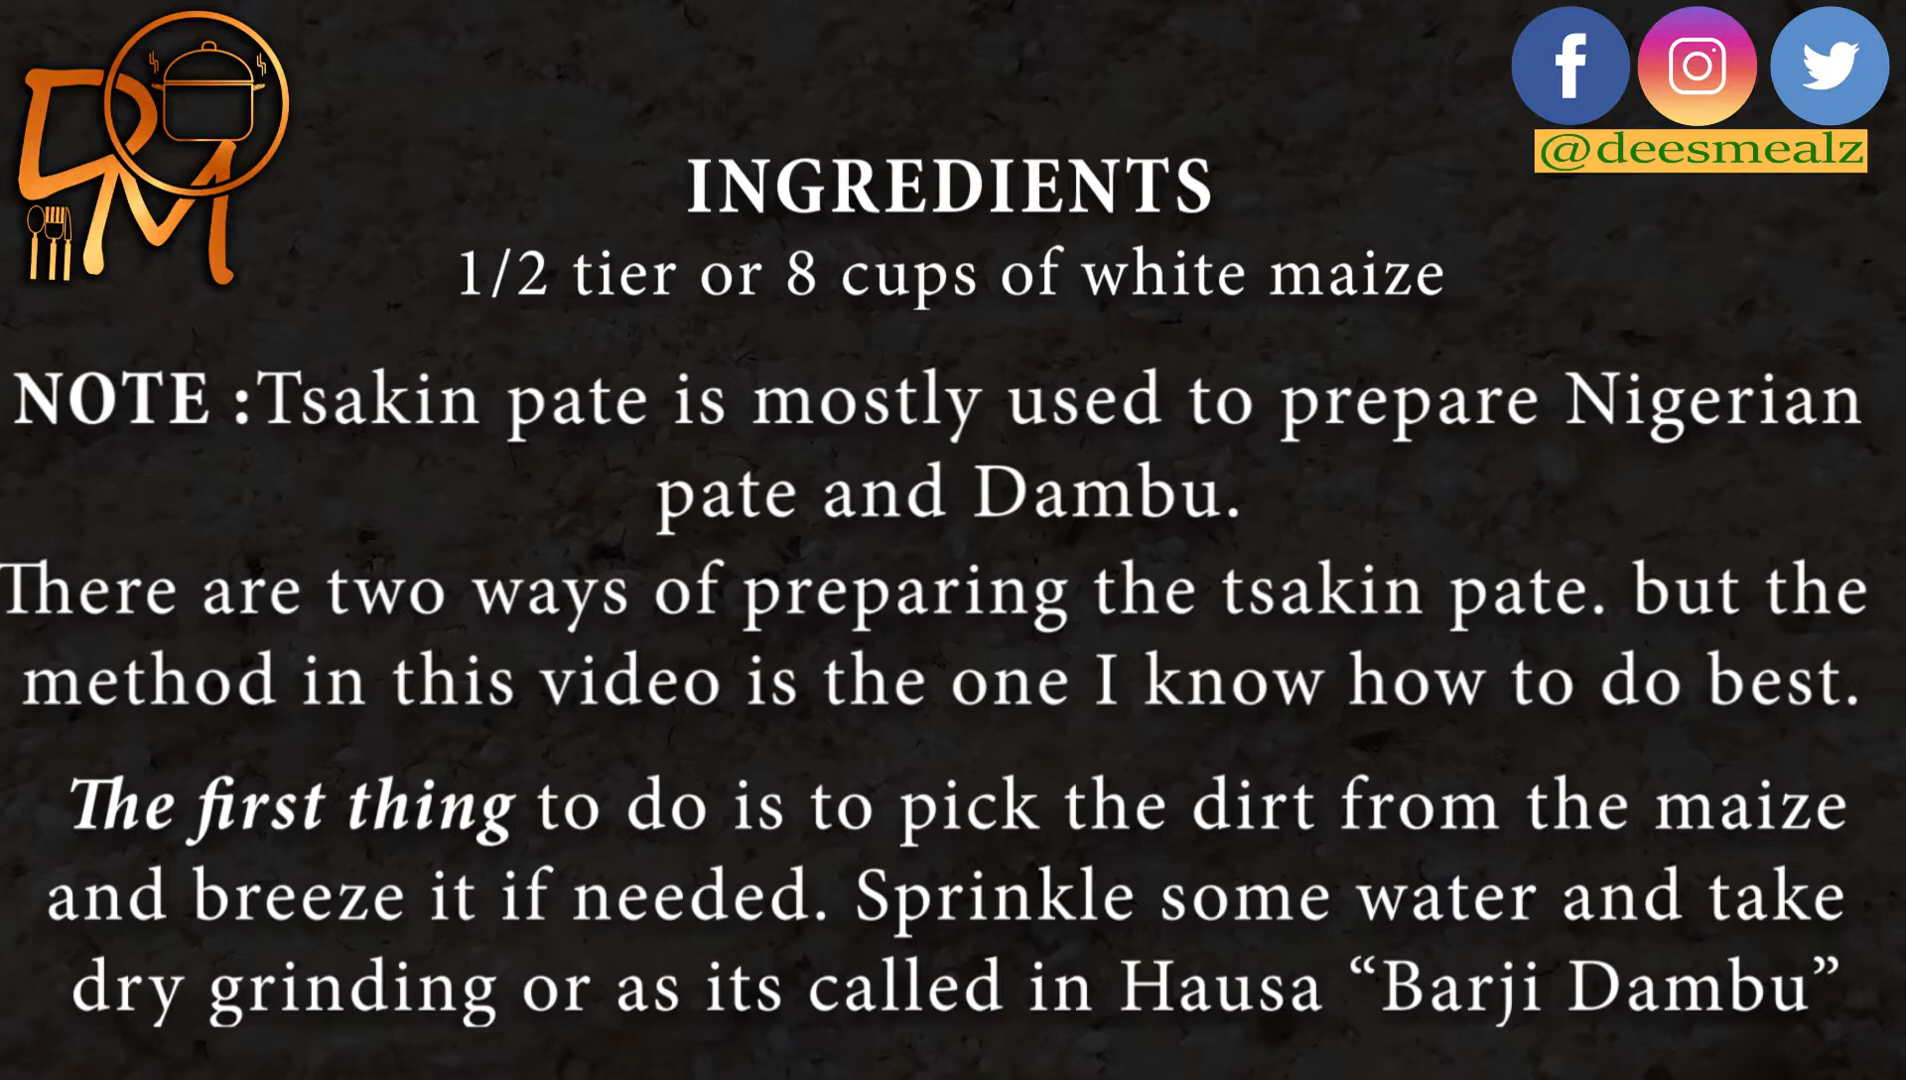 DM
@deesmealz
INGREDIENTS
1/2 tier or 8 cups of white maize
NOTE :Tsakin pate is mostly used to prepare Nigerian
pate and Dambu.
There are two ways of preparing the tsakin pate. but the
method in this video is the one I know how to do best.
The first thing to do is to pick the dirt from the maize
and breeze it if needed. Sprinkle some water and take
dry grinding or as its called in Hausa “Barji Dambu”